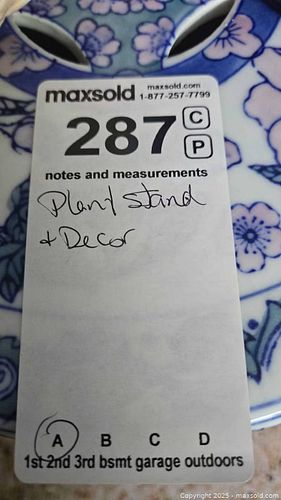 maxsold maxsold.com
1-877-257-7799
287 C
P
notes and measurements
Plant stand
+ Decor
A B C D
1st 2nd 3rd bsmt garage outdoors
Copyright 2025 - maxsold.com